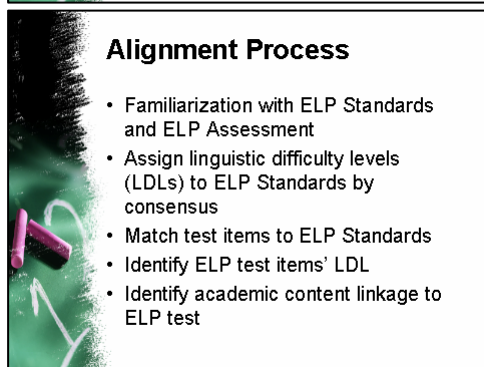 Alignment Process
• Familiarization with ELP Standards
and ELP Assessment
• Assign linguistic difficulty levels
(LDLs) to ELP Standards by
consensus
• Match test items to ELP Standards
• Identify ELP test items' LDL
• Identify academic content linkage to
ELP test